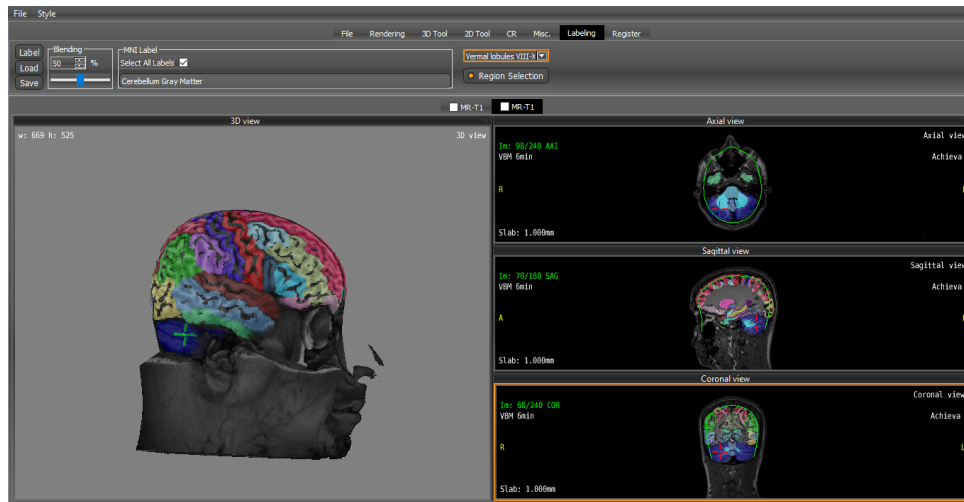 File Style
File Rendering 3D Tool 2D Tool CR Misc. Labeling Register
Label
Load
Save
Blending
50 %
MNI Label
Select All Labels
Cerebellum Gray Matter
Vermal lobules VIII-X
Region Selection
MR-T1 MR-T1
3D view
w: 669 h: 525 3D view
Axial view
Im: 98/240 AXI Axial view
VBM 6min Achieva
R
Slab: 1.000mm
Sagittal view
Im: 70/180 SAG Sagittal view
VBM 6min Achieva
A
Slab: 1.000mm
Coronal view
Im: 68/240 COR Coronal view
VBM 6min Achieva
R L
Slab: 1.000mm